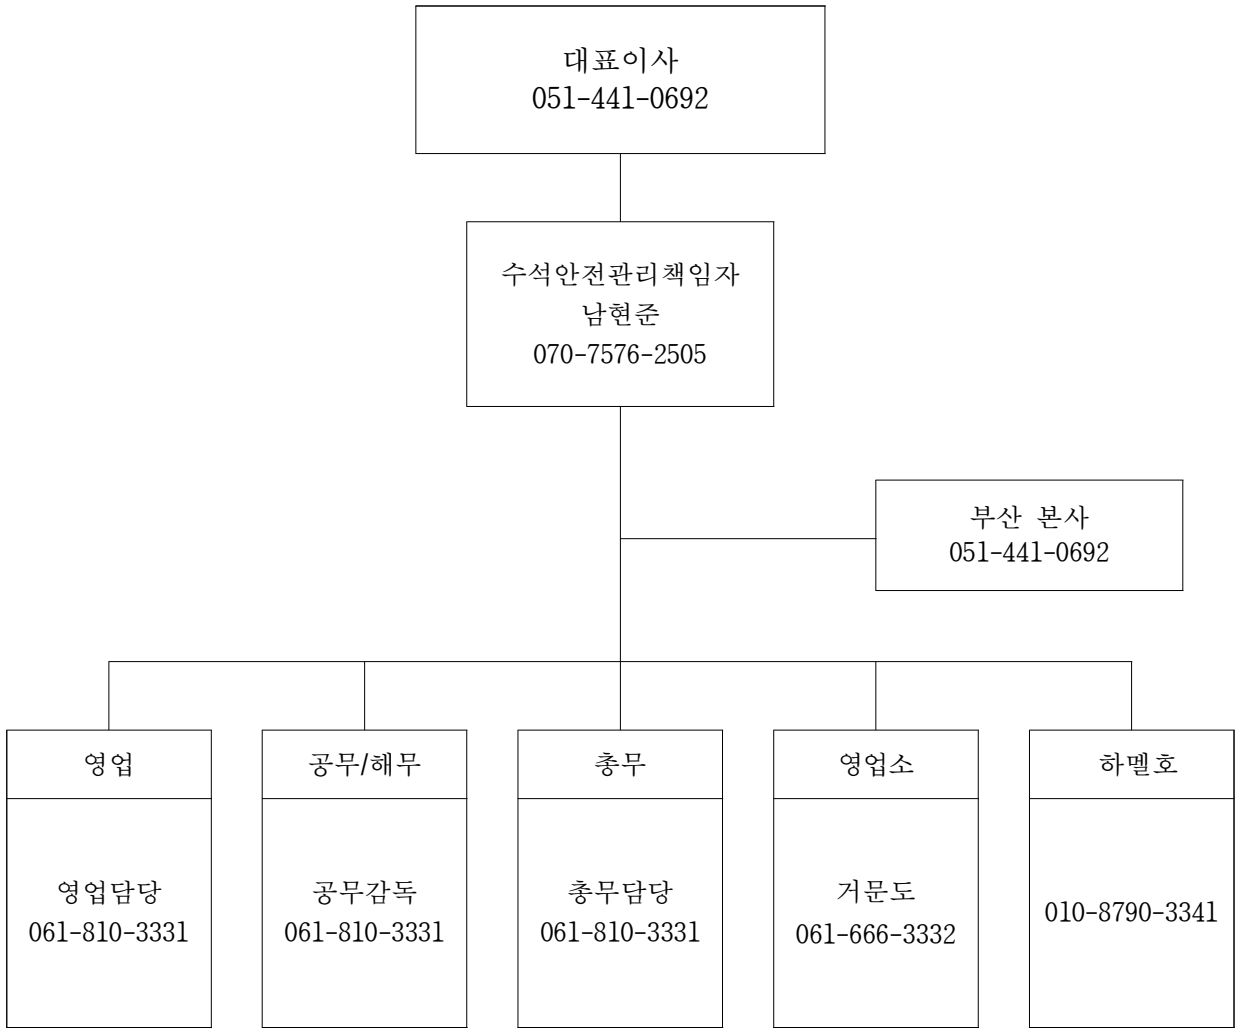 대표이사
051-441-0692
수석안전관리책임자
남현준
070-7576-2505
부산 본사
051-441-0692
영업
공무/해무
총무
영업소
하멜호
영업담당
061-810-3331
공무감독
061-810-3331
총무담당
061-810-3331
거문도
061-666-3332
010-8790-3341